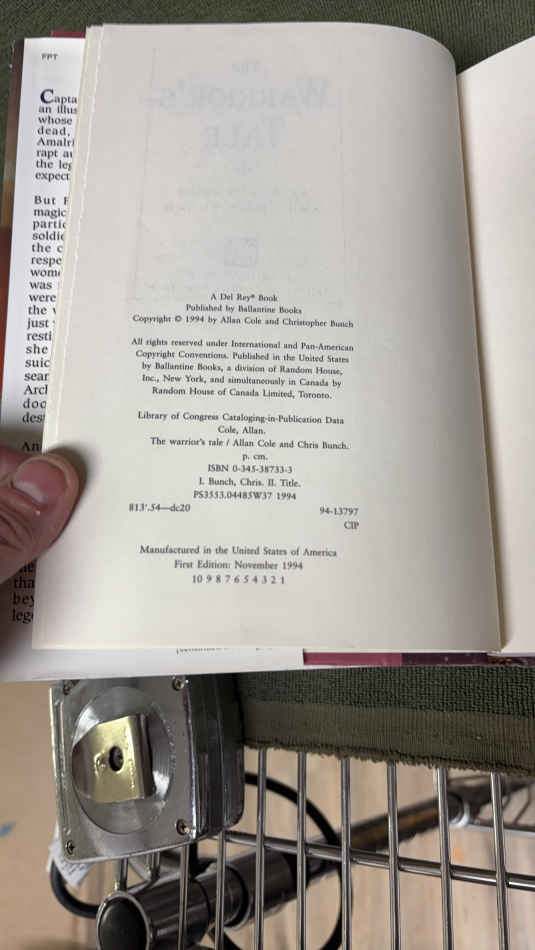 FPT
Capta
an illus
whose
dead,
Amalri
rapt a
the leg
expect
But
magic
partic
soldie
the c
respe
wome
was
were
the
just
resti
she
suic
sear
Arch
doo
des
An
the
tha
bey
lege
The
WARRIOR'S
TALE
A Del Rey® Book
Published by Ballantine Books
Copyright © 1994 by Allan Cole and Christopher Bunch
All rights reserved under International and Pan-American
Copyright Conventions. Published in the United States
by Ballantine Books, a division of Random House,
Inc., New York, and simultaneously in Canada by
Random House of Canada Limited, Toronto.
Library of Congress Cataloging-in-Publication Data
Cole, Allan.
The warrior's tale / Allan Cole and Chris Bunch.
p. cm.
ISBN 0-345-38733-3
I. Bunch, Chris. II. Title.
PS3553.04485W37 1994
813'.54—dc20 94-13797
CIP
Manufactured in the United States of America
First Edition: November 1994
10 9 8 7 6 5 4 3 2 1